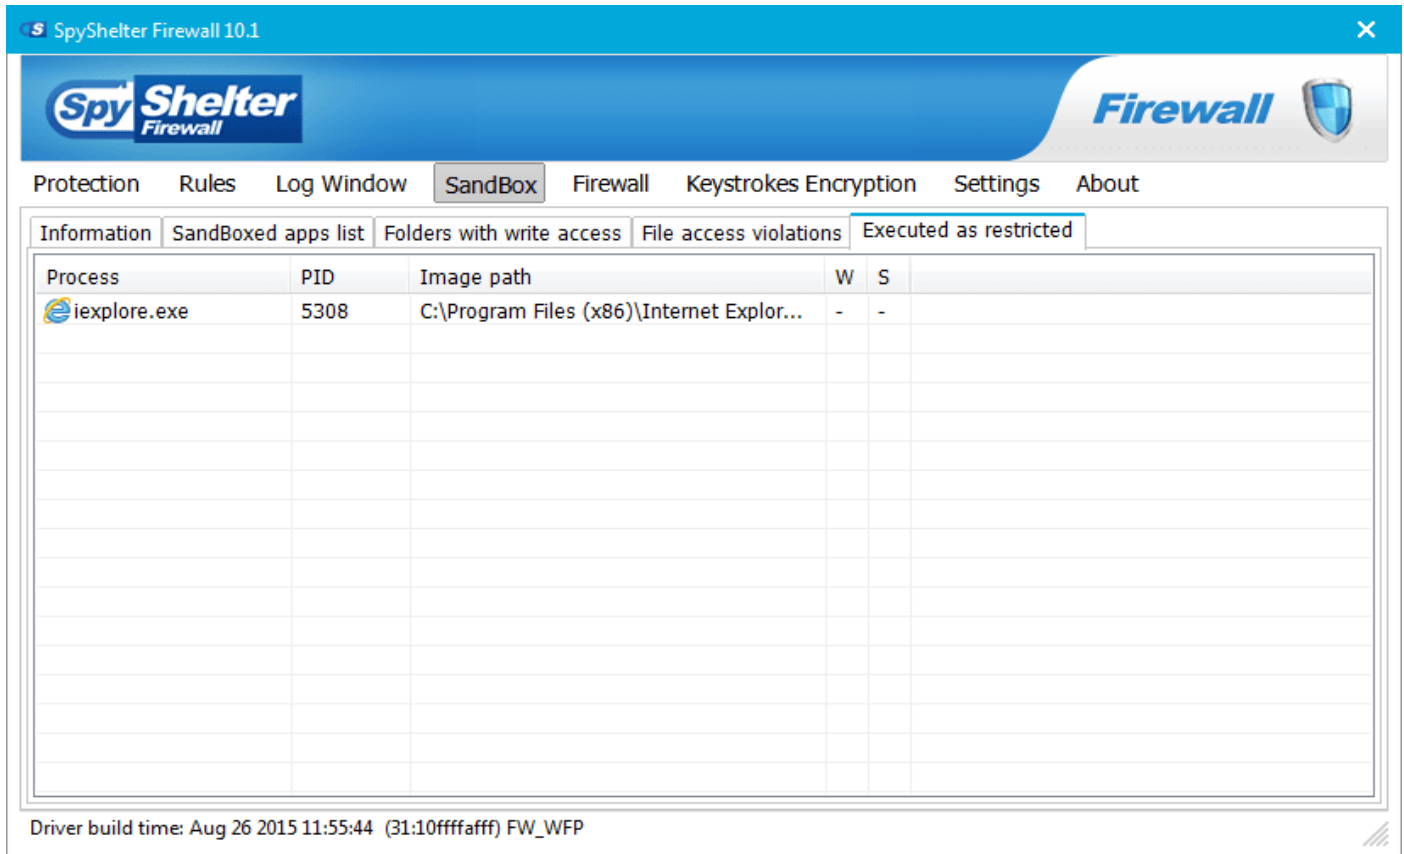 SpyShelter Firewall 10.1
Spy Shelter Firewall
Firewall
Protection Rules Log Window SandBox Firewall Keystrokes Encryption Settings About
Information SandBoxed apps list Folders with write access File access violations Executed as restricted
Process PID Image path W S
iexplore.exe 5308 C:\Program Files (x86)\Internet Explor... - -
Driver build time: Aug 26 2015 11:55:44 (31:10ffffafff) FW_WFP